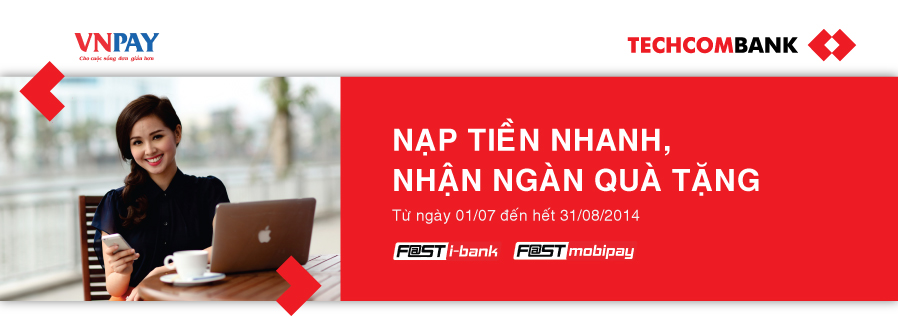 VNPAY
Cho cuộc sống đơn giản hơn
TECHCOMBANK
NẠP TIỀN NHANH,
NHẬN NGÀN QUÀ TẶNG
Từ ngày 01/07 đến hết 31/08/2014
F@ST i-bank F@ST mobipay